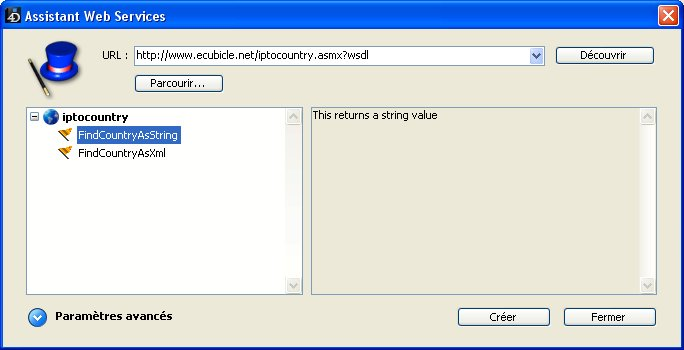 4D Assistant Web Services
URL : http://www.ecubicle.net/iptocountry.asmx?wsdl Découvrir
Parcourir...
iptocountry
FindCountryAsString
FindCountryAsXml
This returns a string value
Paramètres avancés Créer Fermer